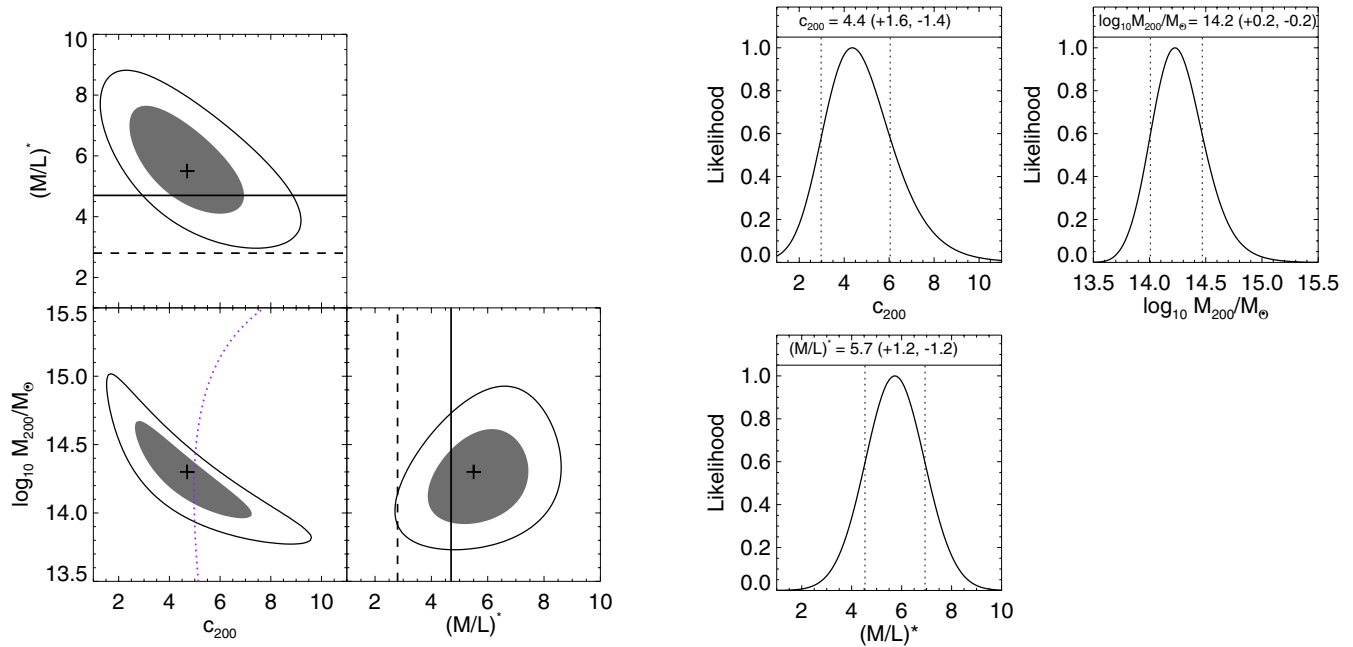 10
8
6
4
2
(M/L)*
15.5
15.0
14.5
14.0
13.5
log₁₀ M₂₀₀/M☉
2 4 6 8 10
c₂₀₀
2 4 6 8 10
(M/L)*
c₂₀₀ = 4.4 (+1.6, -1.4)
1.0
0.8
0.6
0.4
0.2
0.0
Likelihood
2 4 6 8 10
c₂₀₀
log₁₀M₂₀₀/M☉ = 14.2 (+0.2, -0.2)
1.0
0.8
0.6
0.4
0.2
0.0
Likelihood
13.5 14.0 14.5 15.0 15.5
log₁₀ M₂₀₀/M☉
(M/L)* = 5.7 (+1.2, -1.2)
1.0
0.8
0.6
0.4
0.2
0.0
Likelihood
2 4 6 8 10
(M/L)*